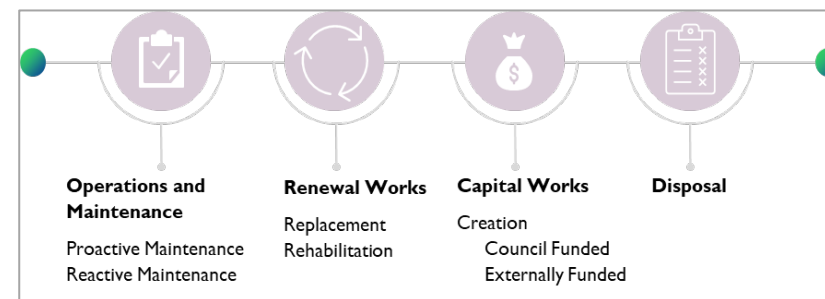 Operations and
Maintenance
Proactive Maintenance
Reactive Maintenance
Renewal Works
Replacement
Rehabilitation
$
Capital Works
Creation
Council Funded
Externally Funded
Disposal